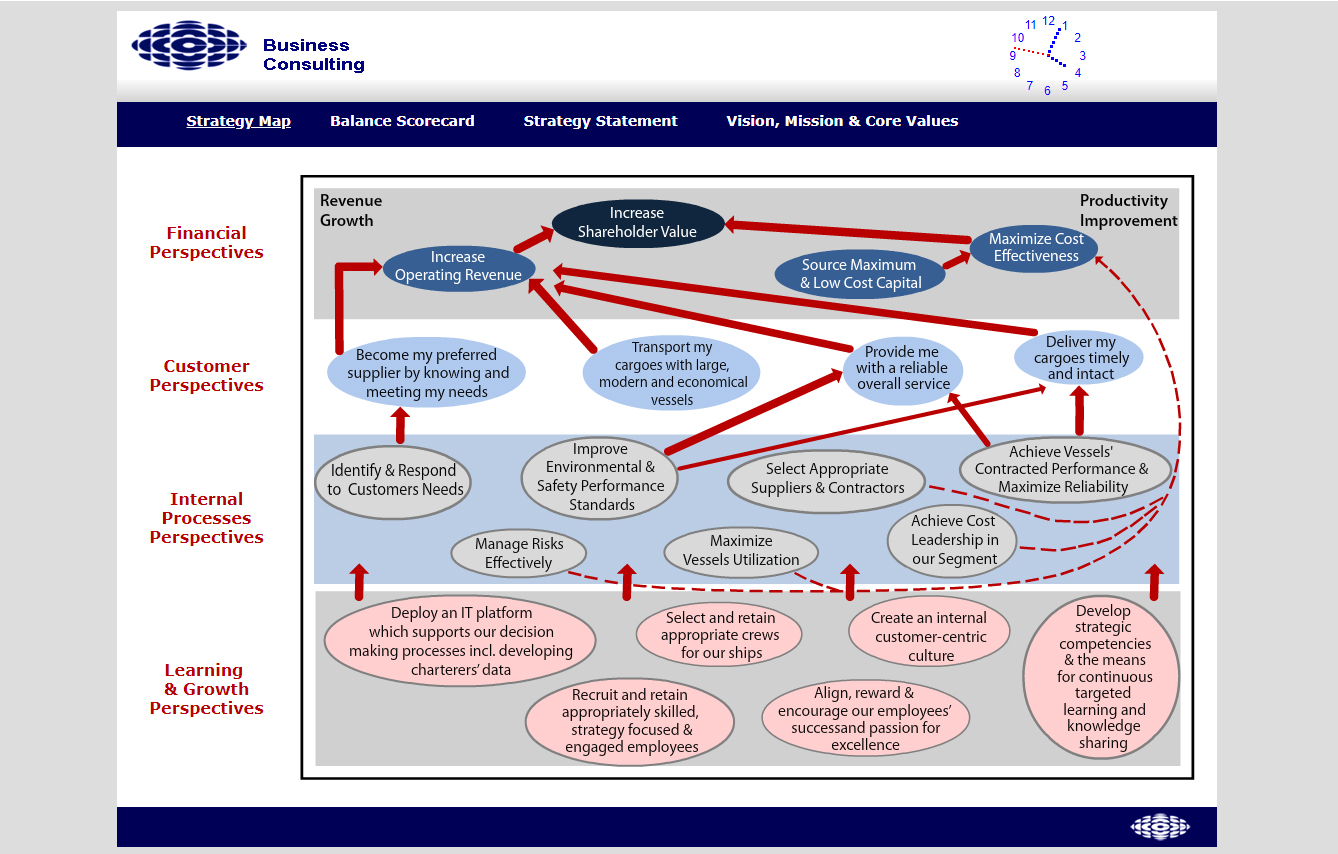 Business
Consulting
12
11
1
10
2
9
3
8
4
7
5
6
Strategy Map
Balance Scorecard
Strategy Statement
Vision, Mission & Core Values
Financial
Perspectives
Revenue
Growth
Productivity
Improvement
Increase
Shareholder Value
Increase
Operating Revenue
Source Maximum
& Low Cost Capital
Maximize Cost
Effectiveness
Customer
Perspectives
Become my preferred
supplier by knowing and
meeting my needs
Transport my
cargoes with large,
modern and economical
vessels
Provide me
with a reliable
overall service
Deliver my
cargoes timely
and intact
Internal
Processes
Perspectives
Identify & Respond
to Customers Needs
Improve
Environmental &
Safety Performance
Standards
Select Appropriate
Suppliers & Contractors
Achieve Vessels'
Contracted Performance &
Maximize Reliability
Manage Risks
Effectively
Maximize
Vessels Utilization
Achieve Cost
Leadership in
our Segment
Learning
& Growth
Perspectives
Deploy an IT platform
which supports our decision
making processes incl. developing
charterers’ data
Select and retain
appropriate crews
for our ships
Create an internal
customer-centric
culture
Develop
strategic
competencies
& the means
for continuous
targeted
learning and
knowledge
sharing
Recruit and retain
appropriately skilled,
strategy focused &
engaged employees
Align, reward &
encourage our employees’
successand passion for
excellence